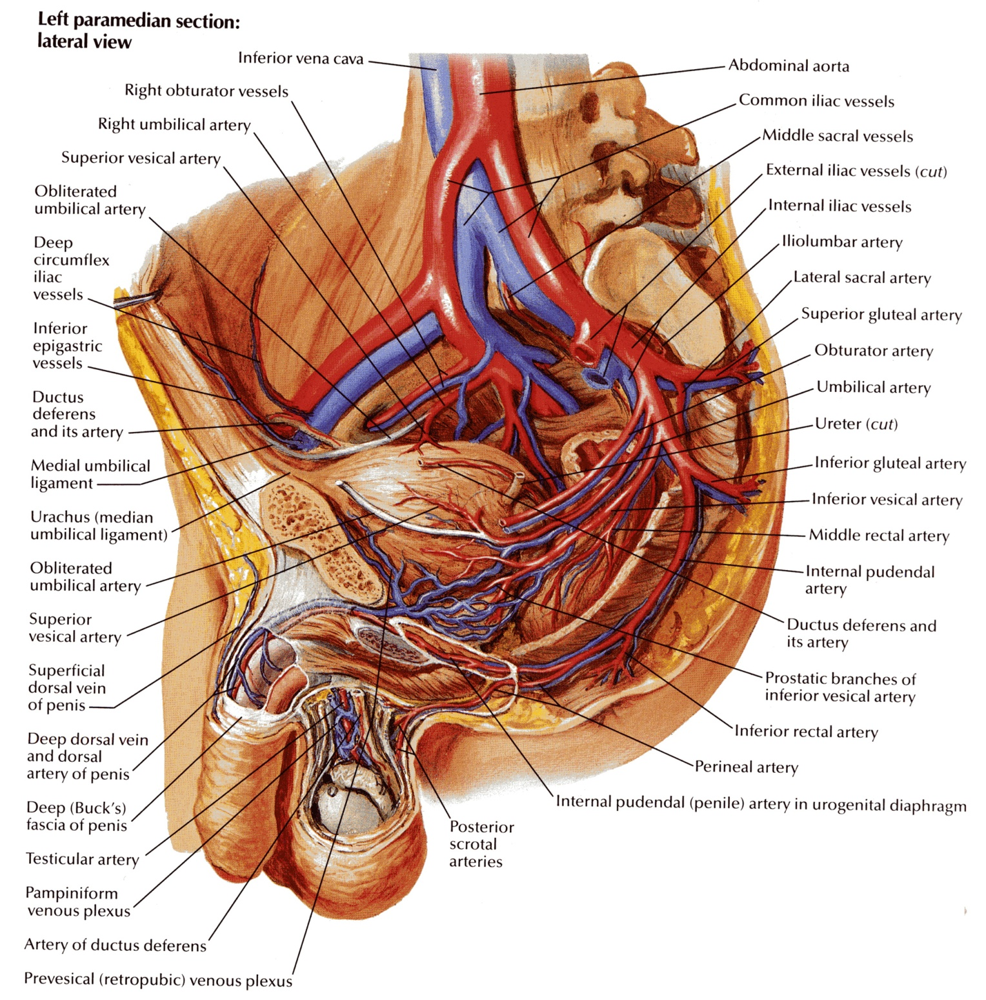 Left paramedian section:
lateral view
Inferior vena cava
Right obturator vessels
Right umbilical artery
Superior vesical artery
Obliterated
umbilical artery
Deep
circumflex
iliac
vessels
Inferior
epigastric
vessels
Ductus
deferens
and its artery
Medial umbilical
ligament
Urachus (median
umbilical ligament)
Obliterated
umbilical artery
Superior
vesical artery
Superficial
dorsal vein
of penis
Deep dorsal vein
and dorsal
artery of penis
Deep (Buck's)
fascia of penis
Testicular artery
Pampiniform
venous plexus
Artery of ductus deferens
Prevesical (retropubic) venous plexus
Abdominal aorta
Common iliac vessels
Middle sacral vessels
External iliac vessels (cut)
Internal iliac vessels
Iliolumbar artery
Lateral sacral artery
Superior gluteal artery
Obturator artery
Umbilical artery
Ureter (cut)
Inferior gluteal artery
Inferior vesical artery
Middle rectal artery
Internal pudendal
artery
Ductus deferens and
its artery
Prostatic branches of
inferior vesical artery
Inferior rectal artery
Perineal artery
Internal pudendal (penile) artery in urogenital diaphragm
Posterior
scrotal
arteries